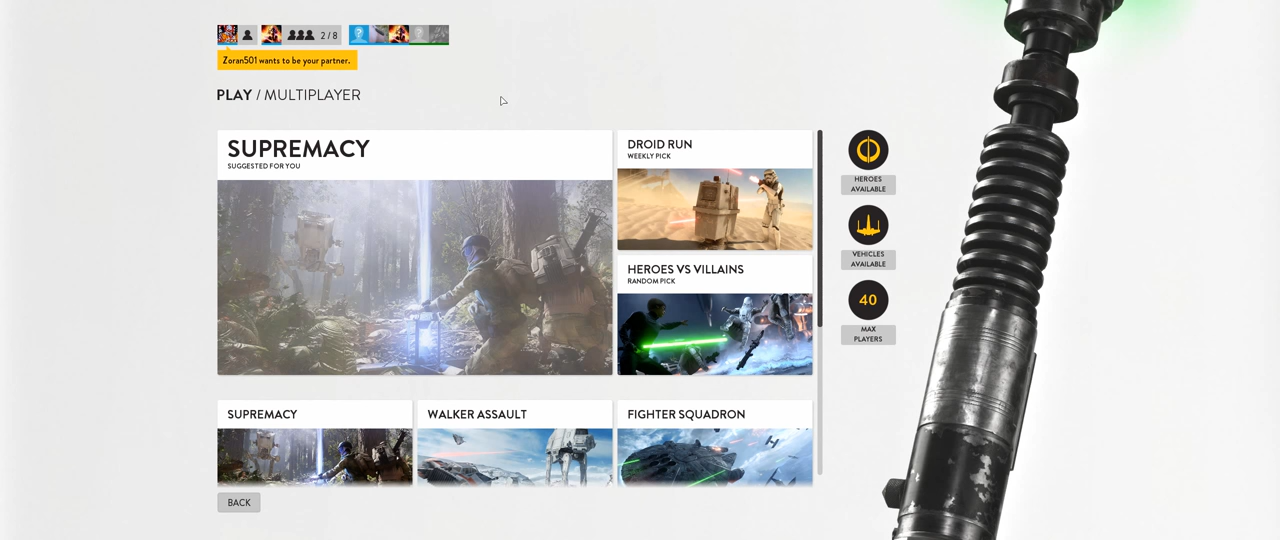 2 / 8
Zoran501 wants to be your partner.
PLAY / MULTIPLAYER
SUPREMACY
SUGGESTED FOR YOU
DROID RUN
WEEKLY PICK
HEROES VS VILLAINS
RANDOM PICK
HEROES
AVAILABLE
VEHICLES
AVAILABLE
40
MAX
PLAYERS
SUPREMACY
WALKER ASSAULT
FIGHTER SQUADRON
BACK